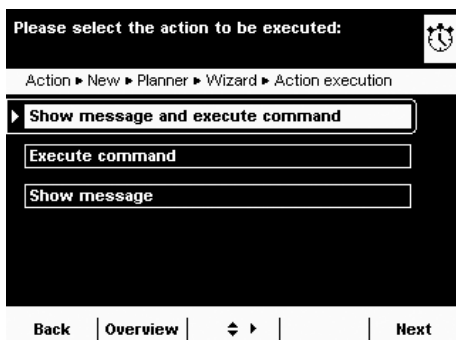 Please select the action to be executed:
Action ▸ New ▸ Planner ▸ Wizard ▸ Action execution
Show message and execute command
Execute command
Show message
Back Overview Next